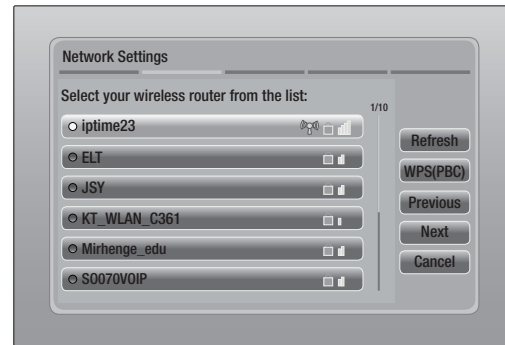 Network Settings
Select your wireless router from the list:
1/10
iptime23
ELT
JSY
KT_WLAN_C361
Mirhenge_edu
SO070VOIP
Refresh
WPS(PBC)
Previous
Next
Cancel